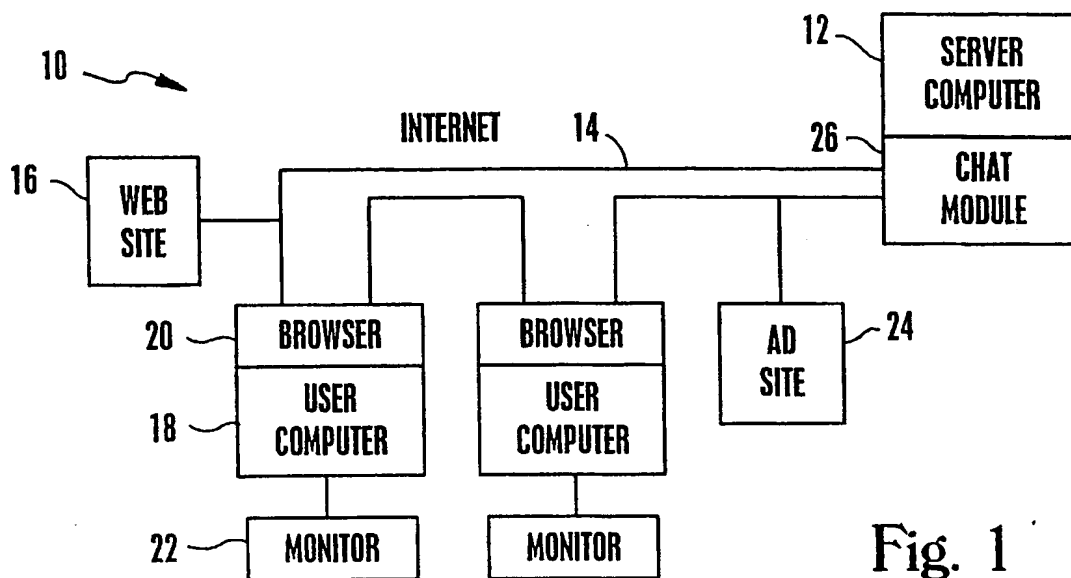 12
SERVER
COMPUTER
10
INTERNET
14
26
CHAT
MODULE
16
WEB
SITE
20
BROWSER
BROWSER
AD
SITE
24
18
USER
COMPUTER
USER
COMPUTER
22
MONITOR
MONITOR
Fig. 1